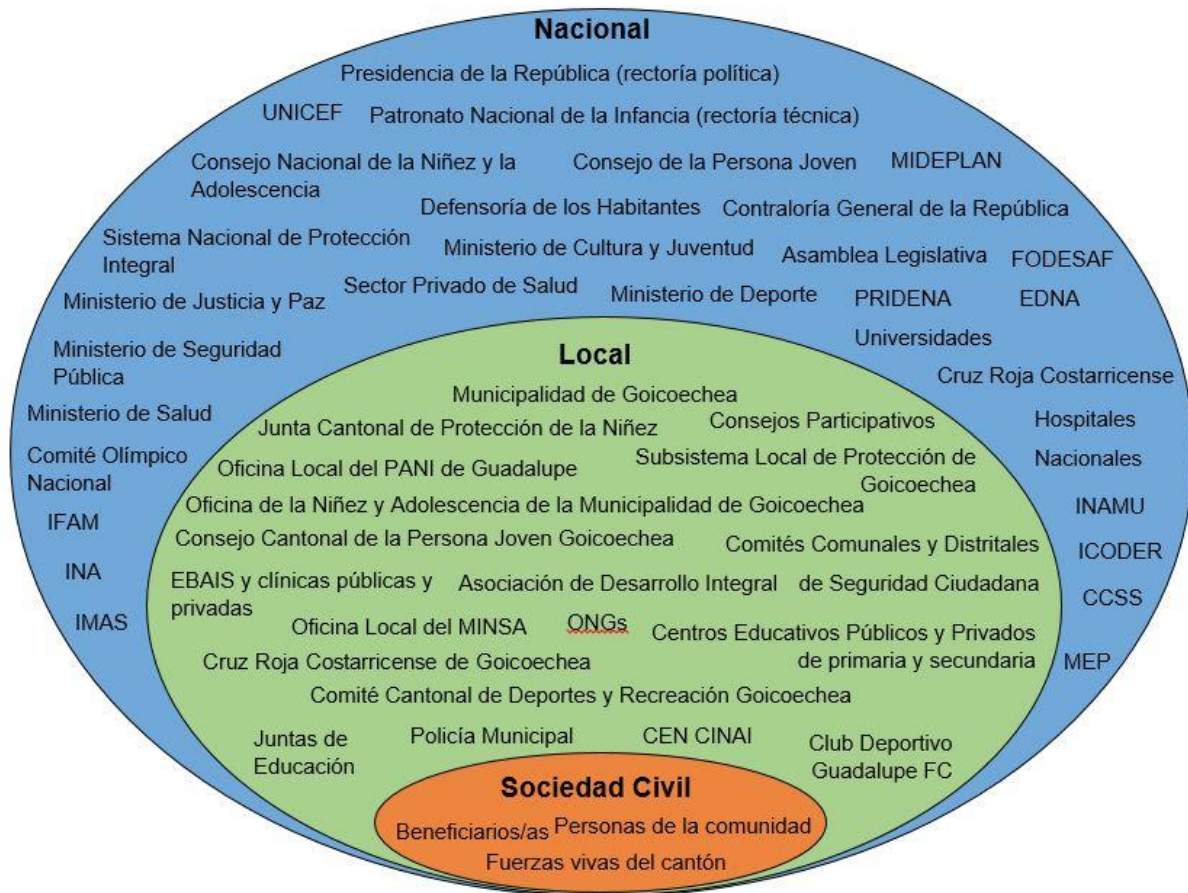 Nacional
Presidencia de la República (rectoría política)
UNICEF
Patronato Nacional de la Infancia (rectoría técnica)
Consejo Nacional de la Niñez y la
Adolescencia
Consejo de la Persona Joven
MIDEPLAN
Defensoría de los Habitantes
Contraloría General de la República
Sistema Nacional de Protección
Integral
Ministerio de Cultura y Juventud
Asamblea Legislativa
FODESAF
Ministerio de Justicia y Paz
Sector Privado de Salud
Ministerio de Deporte
PRIDENA
EDNA
Universidades
Ministerio de Seguridad
Pública
Cruz Roja Costarricense
Ministerio de Salud
Hospitales
Nacionales
Comité Olímpico
Nacional
IFAM
INAMU
INA
ICODER
IMAS
CCSS
MEP
Local
Municipalidad de Goicoechea
Junta Cantonal de Protección de la Niñez
Consejos Participativos
Oficina Local del PANI de Guadalupe
Subsistema Local de Protección de
Goicoechea
Oficina de la Niñez y Adolescencia de la Municipalidad de Goicoechea
Consejo Cantonal de la Persona Joven Goicoechea
Comités Comunales y Distritales
de Seguridad Ciudadana
EBAIS y clínicas públicas y
privadas
Asociación de Desarrollo Integral
Oficina Local del MINSA
ONGs
Centros Educativos Públicos y Privados
de primaria y secundaria
Cruz Roja Costarricense de Goicoechea
Comité Cantonal de Deportes y Recreación Goicoechea
Juntas de
Educación
Policía Municipal
CEN CINAI
Club Deportivo
Guadalupe FC
Sociedad Civil
Beneficiarios/as
Personas de la comunidad
Fuerzas vivas del cantón